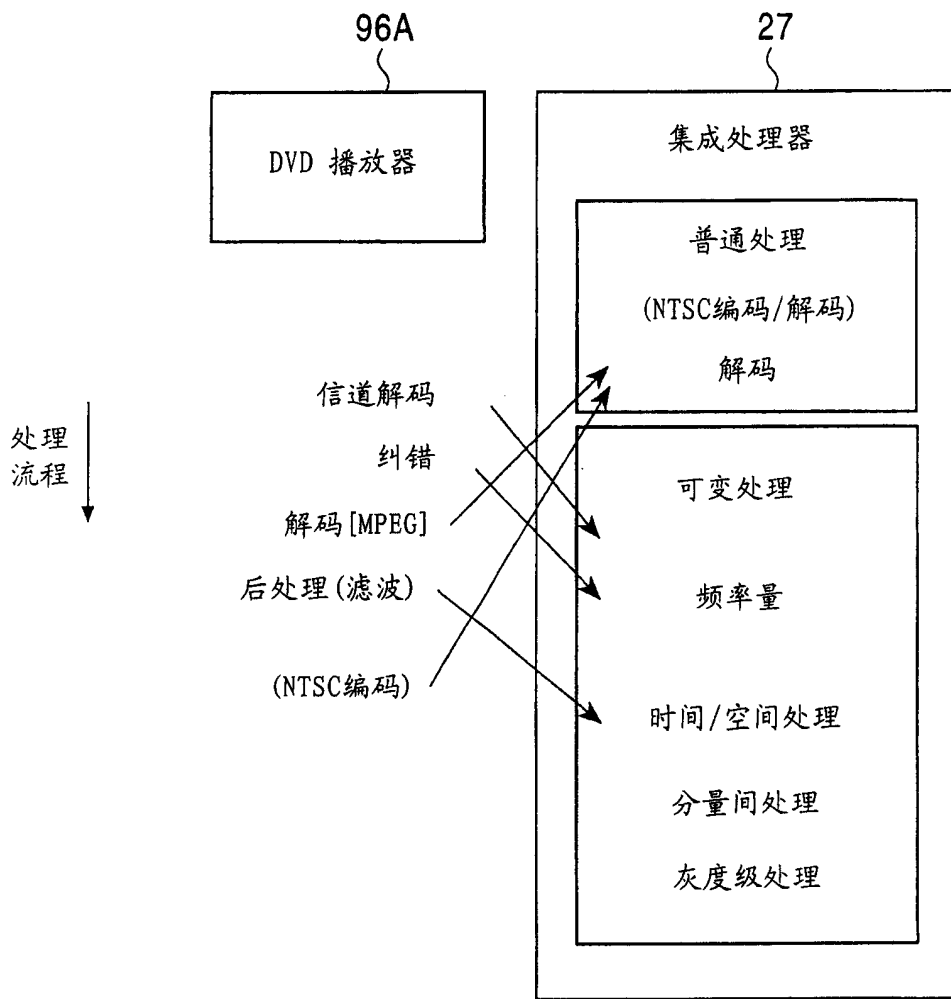 96A
27
DVD 播放器
集成处理器
普通处理
(NTSC编码/解码)
解码
处理
流程
信道解码
纠错
解码[MPEG]
后处理(滤波)
(NTSC编码)
可变处理
频率量
时间/空间处理
分量间处理
灰度级处理